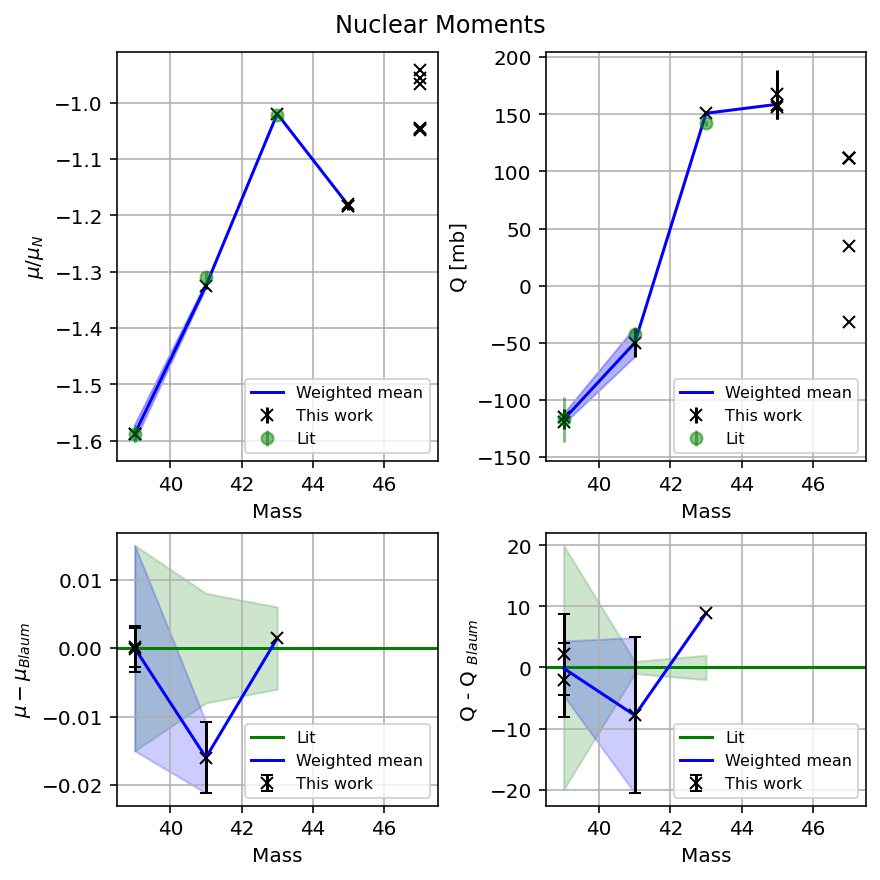 Nuclear Moments
−1.0
−1.1
−1.2
−1.3
−1.4
−1.5
−1.6
μ/μN
40
42
44
46
Mass
Weighted mean
This work
Lit
200
150
100
50
0
−50
−100
−150
Q [mb]
40
42
44
46
Mass
Weighted mean
This work
Lit
0.01
0.00
−0.01
−0.02
μ − μBlaum
40
42
44
46
Mass
Lit
Weighted mean
This work
20
10
0
−10
−20
Q - Q Blaum
40
42
44
46
Mass
Lit
Weighted mean
This work